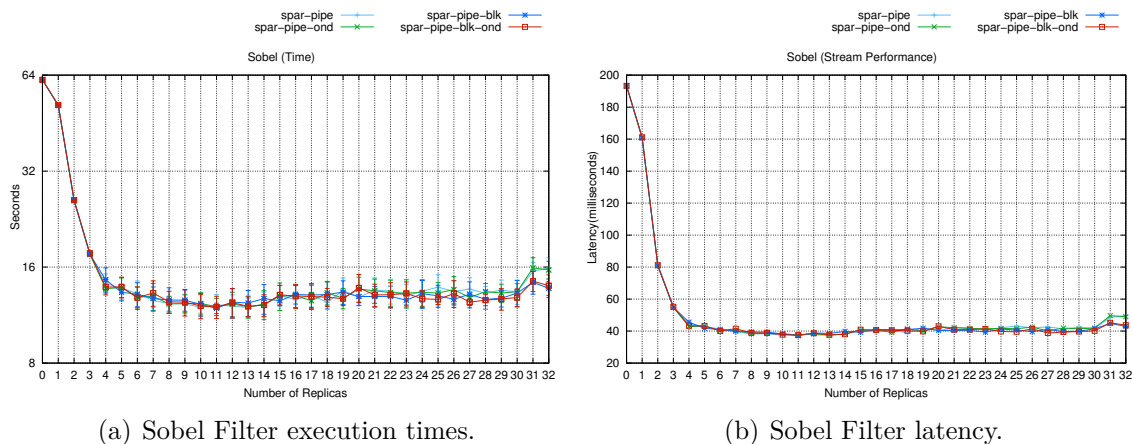 spar-pipe
spar-pipe-ond
spar-pipe-blk
spar-pipe-blk-ond
Sobel (Time)
64
32
16
8
Seconds
0 1 2 3 4 5 6 7 8 9 10 11 12 13 14 15 16 17 18 19 20 21 22 23 24 25 26 27 28 29 30 31 32
Number of Replicas
(a) Sobel Filter execution times.
spar-pipe
spar-pipe-ond
spar-pipe-blk
spar-pipe-blk-ond
Sobel (Stream Performance)
200
180
160
140
120
100
80
60
40
20
Latency(milliseconds)
0 1 2 3 4 5 6 7 8 9 10 11 12 13 14 15 16 17 18 19 20 21 22 23 24 25 26 27 28 29 30 31 32
Number of Replicas
(b) Sobel Filter latency.